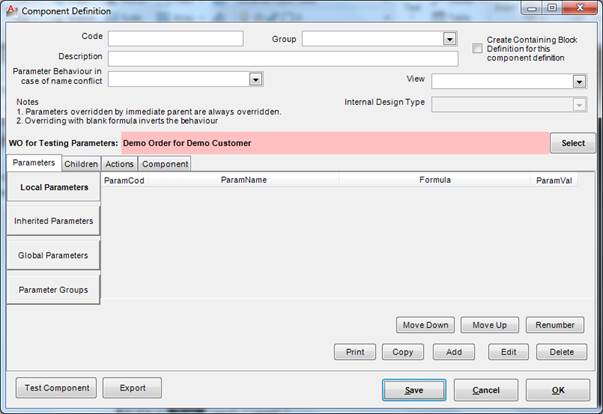 Component Definition
Code
Group
Create Containing Block
Definition for this
component definition
Description
Parameter Behaviour in
case of name conflict
View
Notes
1. Parameters overridden by immediate parent are always overridden.
2. Overriding with blank formula inverts the behaviour
Internal Design Type
WO for Testing Parameters: Demo Order for Demo Customer Select
Parameters Children Actions Component
Local Parameters
Inherited Parameters
Global Parameters
Parameter Groups
ParamCod ParamName Formula ParamVal
Move Down Move Up Renumber
Print Copy Add Edit Delete
Test Component Export Save Cancel OK